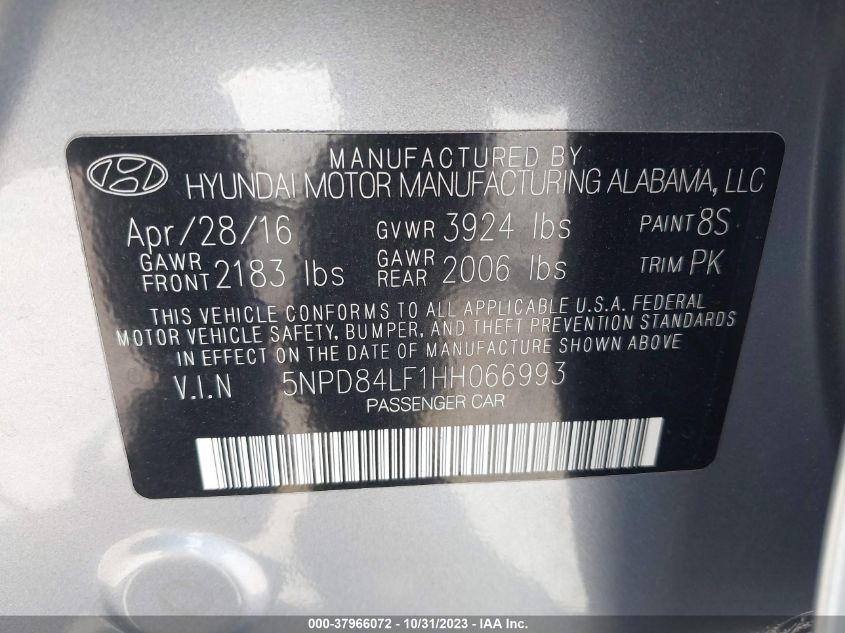 MANUFACTURED BY
HYUNDAI MOTOR MANUFACTURING ALABAMA, LLC
Apr/28/16 GVWR 3924 lbs PAINT 8S
GAWR FRONT 2183 lbs GAWR REAR 2006 lbs TRIM PK
THIS VEHICLE CONFORMS TO ALL APPLICABLE U.S.A. FEDERAL
MOTOR VEHICLE SAFETY, BUMPER, AND THEFT PREVENTION STANDARDS
IN EFFECT ON THE DATE OF MANUFACTURE SHOWN ABOVE
V.I.N 5NPD84LF1HH066993
PASSENGER CAR
000-37966072 - 10/31/2023 - IAA Inc.